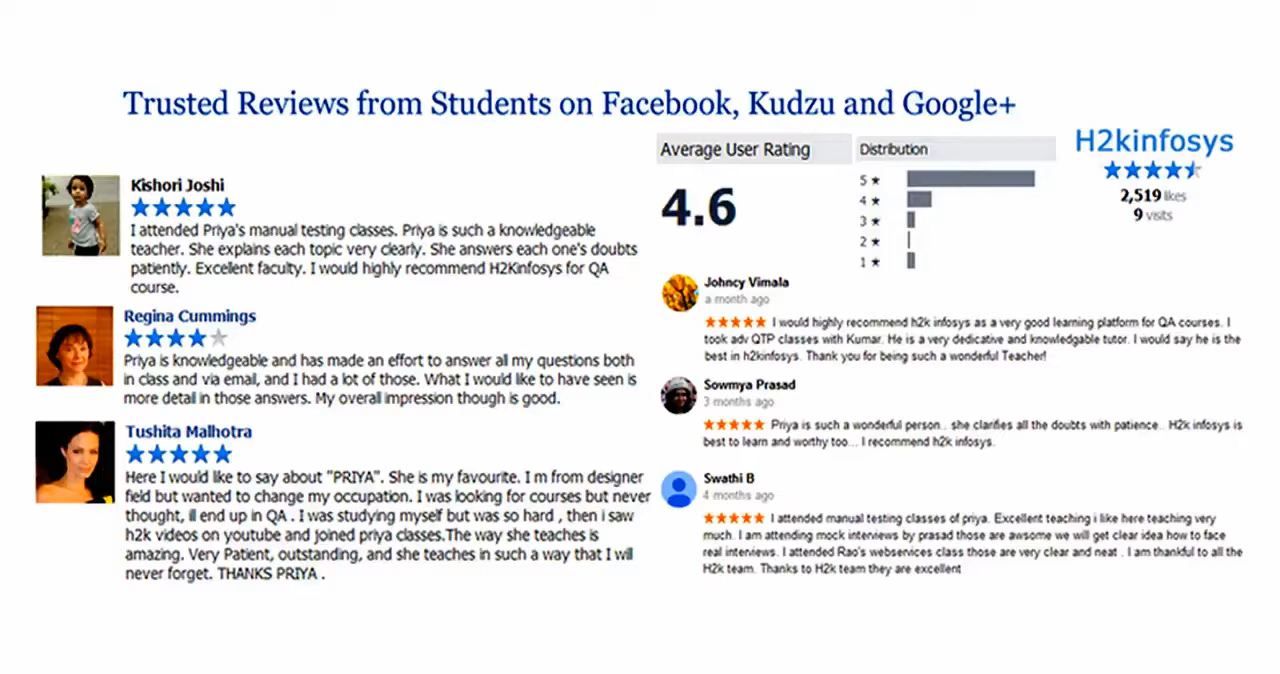 Trusted Reviews from Students on Facebook, Kudzu and Google+
Kishori Joshi
I attended Priya's manual testing classes. Priya is such a knowledgeable
teacher. She explains each topic very clearly. She answers each one's doubts
patiently. Excellent faculty. I would highly recommend H2Kinfosys for QA
course.
Regina Cummings
Priya is knowledgeable and has made an effort to answer all my questions both
in class and via email, and I had a lot of those. What I would like to have seen is
more detail in those answers. My overall impression though is good.
Tushita Malhotra
Here I would like to say about "PRIYA". She is my favourite. I m from designer
field but wanted to change my occupation. I was looking for courses but never
thought, ill end up in QA . I was studying myself but was so hard , then i saw
h2k videos on youtube and joined priya classes.The way she teaches is
amazing. Very Patient, outstanding, and she teaches in such a way that I will
never forget. THANKS PRIYA .
Average User Rating
4.6
Distribution
5 ★
4 ★
3 ★
2 ★
1 ★
H2kinfosys
2,519 likes
9 visits
Johncy Vimala
a month ago
I would highly recommend h2k infosys as a very good learning platform for QA courses. I
took adv QTP classes with Kumar. He is a very dedicative and knowledgable tutor. I would say he is the
best in h2kinfosys. Thank you for being such a wonderful Teacher!
Sowmya Prasad
3 months ago
Priya is such a wonderful person.. she clarifies all the doubts with patience.. H2k infosys is
best to learn and worthy too... I recommend h2k infosys.
Swathi B
4 months ago
I attended manual testing classes of priya. Excellent teaching i like here teaching very
much. I am attending mock interviews by prasad those are awsome we will get clear idea how to face
real interviews. I attended Rao's webservices class those are very clear and neat . I am thankful to all the
H2k team. Thanks to H2k team they are excellent